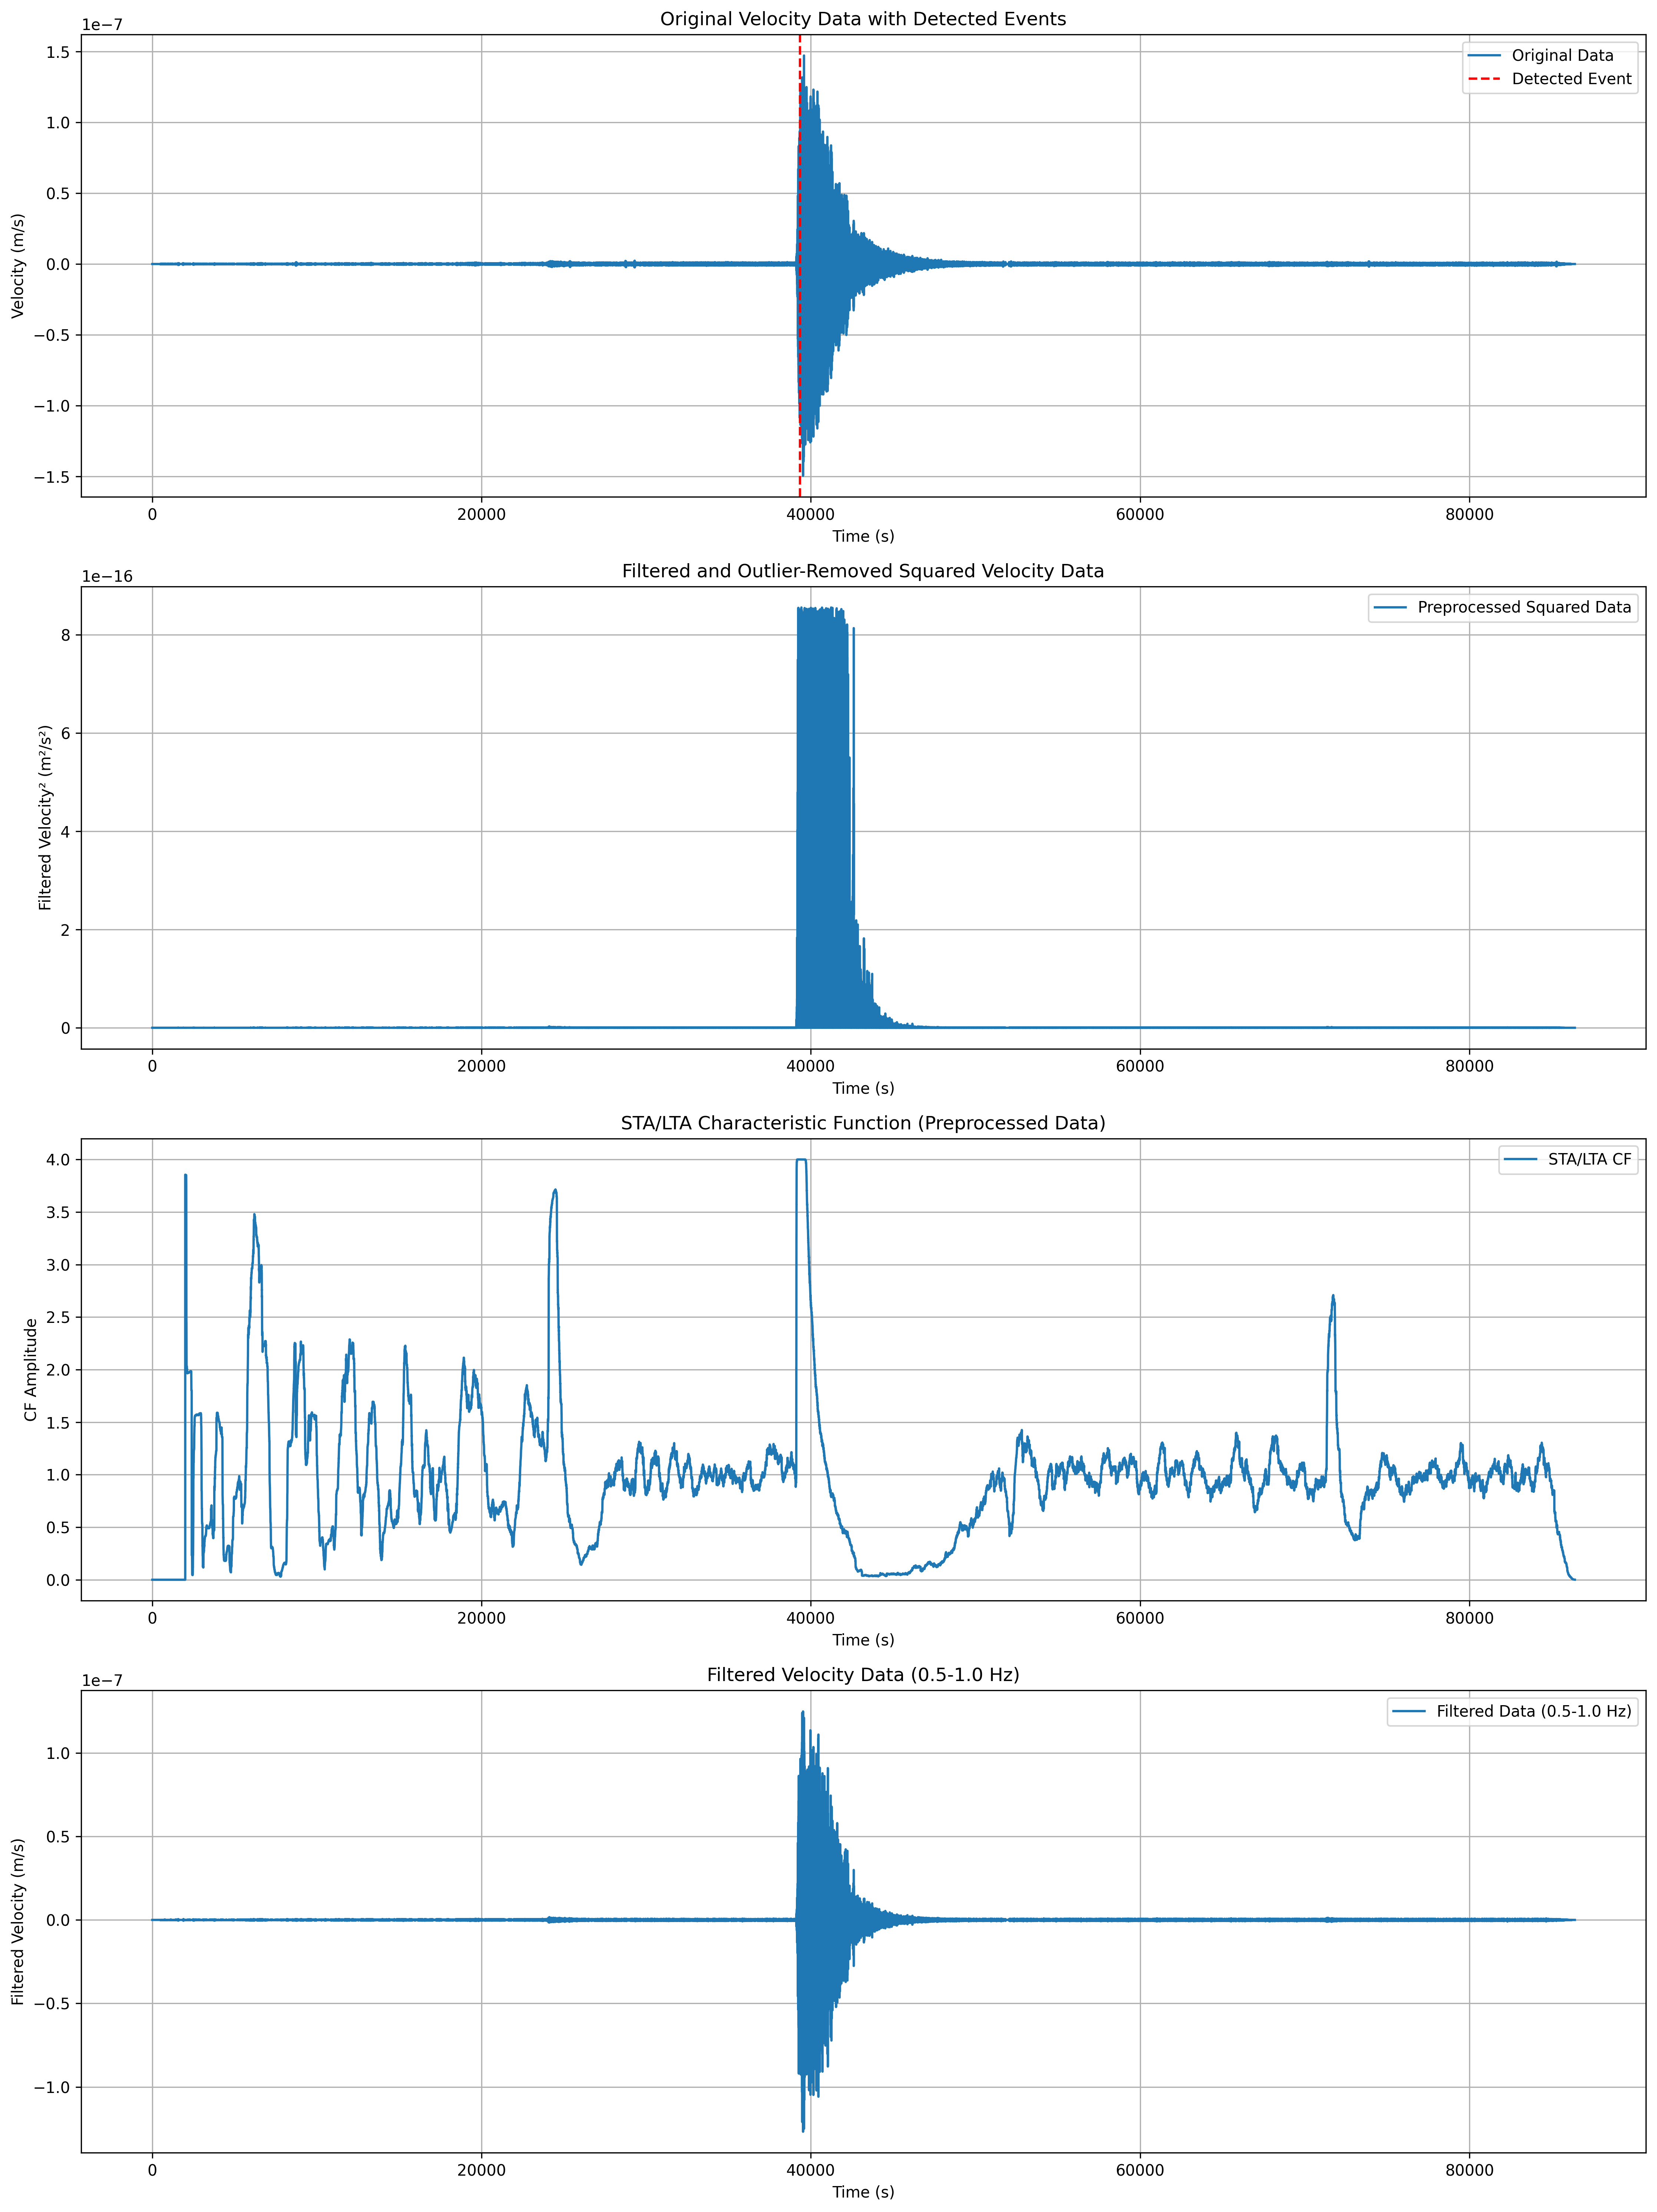 Original Velocity Data with Detected Events
1e−7
Original Data
Detected Event
1.5
1.0
0.5
0.0
−0.5
−1.0
−1.5
Velocity (m/s)
0 20000 40000 60000 80000
Time (s)
Filtered and Outlier-Removed Squared Velocity Data
1e−16
Preprocessed Squared Data
8
6
4
2
0
Filtered Velocity² (m²/s²)
0 20000 40000 60000 80000
Time (s)
STA/LTA Characteristic Function (Preprocessed Data)
STA/LTA CF
4.0
3.5
3.0
2.5
2.0
1.5
1.0
0.5
0.0
CF Amplitude
0 20000 40000 60000 80000
Time (s)
Filtered Velocity Data (0.5-1.0 Hz)
1e−7
Filtered Data (0.5-1.0 Hz)
1.0
0.5
0.0
−0.5
−1.0
Filtered Velocity (m/s)
0 20000 40000 60000 80000
Time (s)